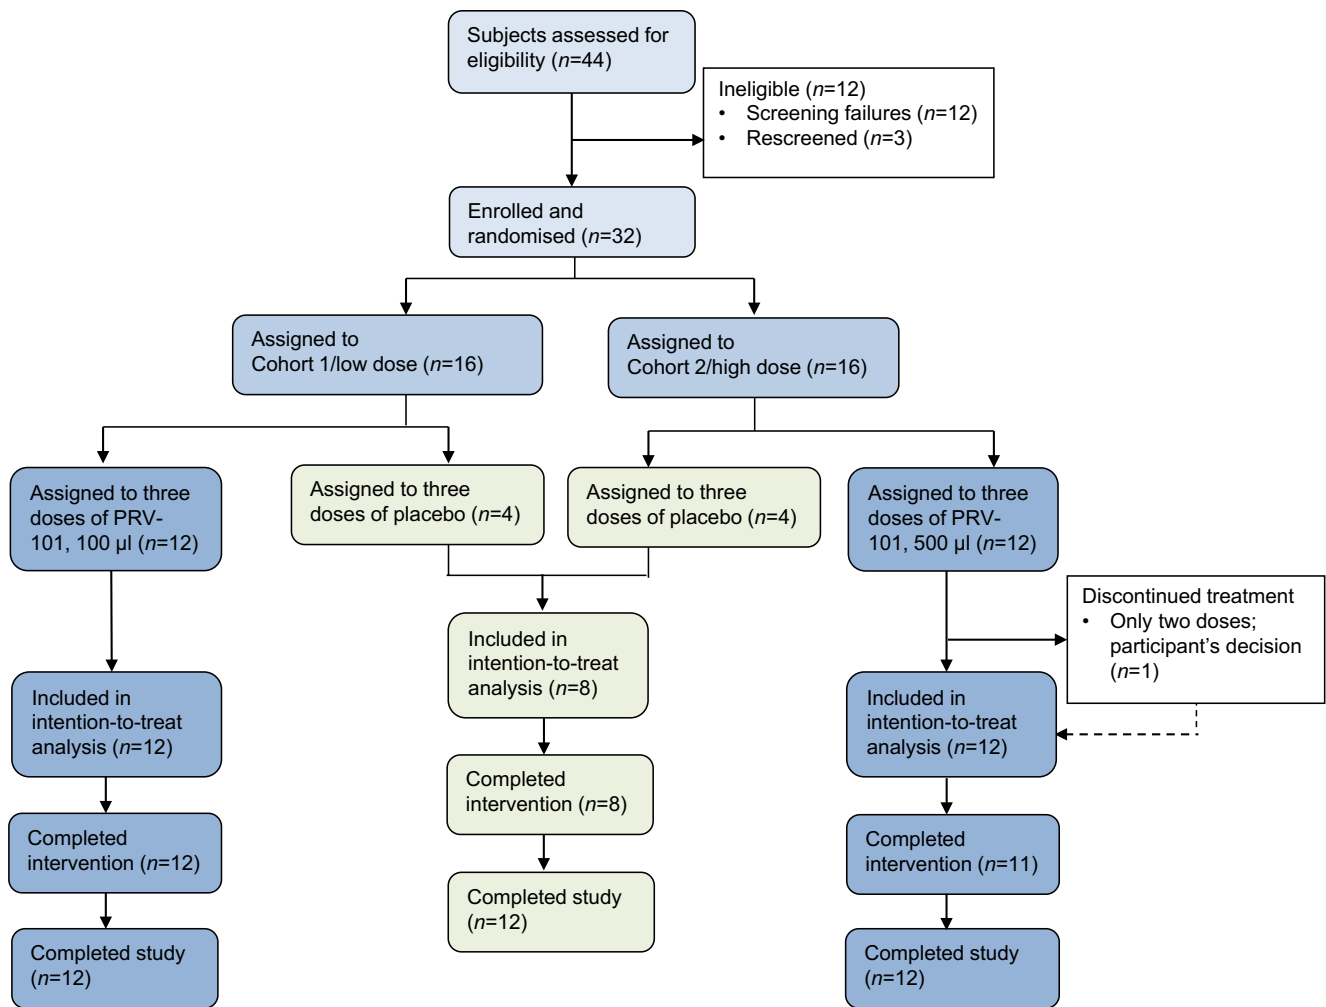 Subjects assessed for
eligibility (n=44)
Ineligible (n=12)
• Screening failures (n=12)
• Rescreened (n=3)
Enrolled and
randomised (n=32)
Assigned to
Cohort 1/low dose (n=16)
Assigned to
Cohort 2/high dose (n=16)
Assigned to three
doses of PRV-
101, 100 µl (n=12)
Assigned to three
doses of placebo (n=4)
Assigned to three
doses of placebo (n=4)
Assigned to three
doses of PRV-
101, 500 µl (n=12)
Discontinued treatment
• Only two doses;
participant’s decision
(n=1)
Included in
intention-to-treat
analysis (n=12)
Included in
intention-to-treat
analysis (n=8)
Included in
intention-to-treat
analysis (n=12)
Completed
intervention (n=12)
Completed
intervention (n=8)
Completed
intervention (n=11)
Completed study
(n=12)
Completed study
(n=12)
Completed study
(n=12)